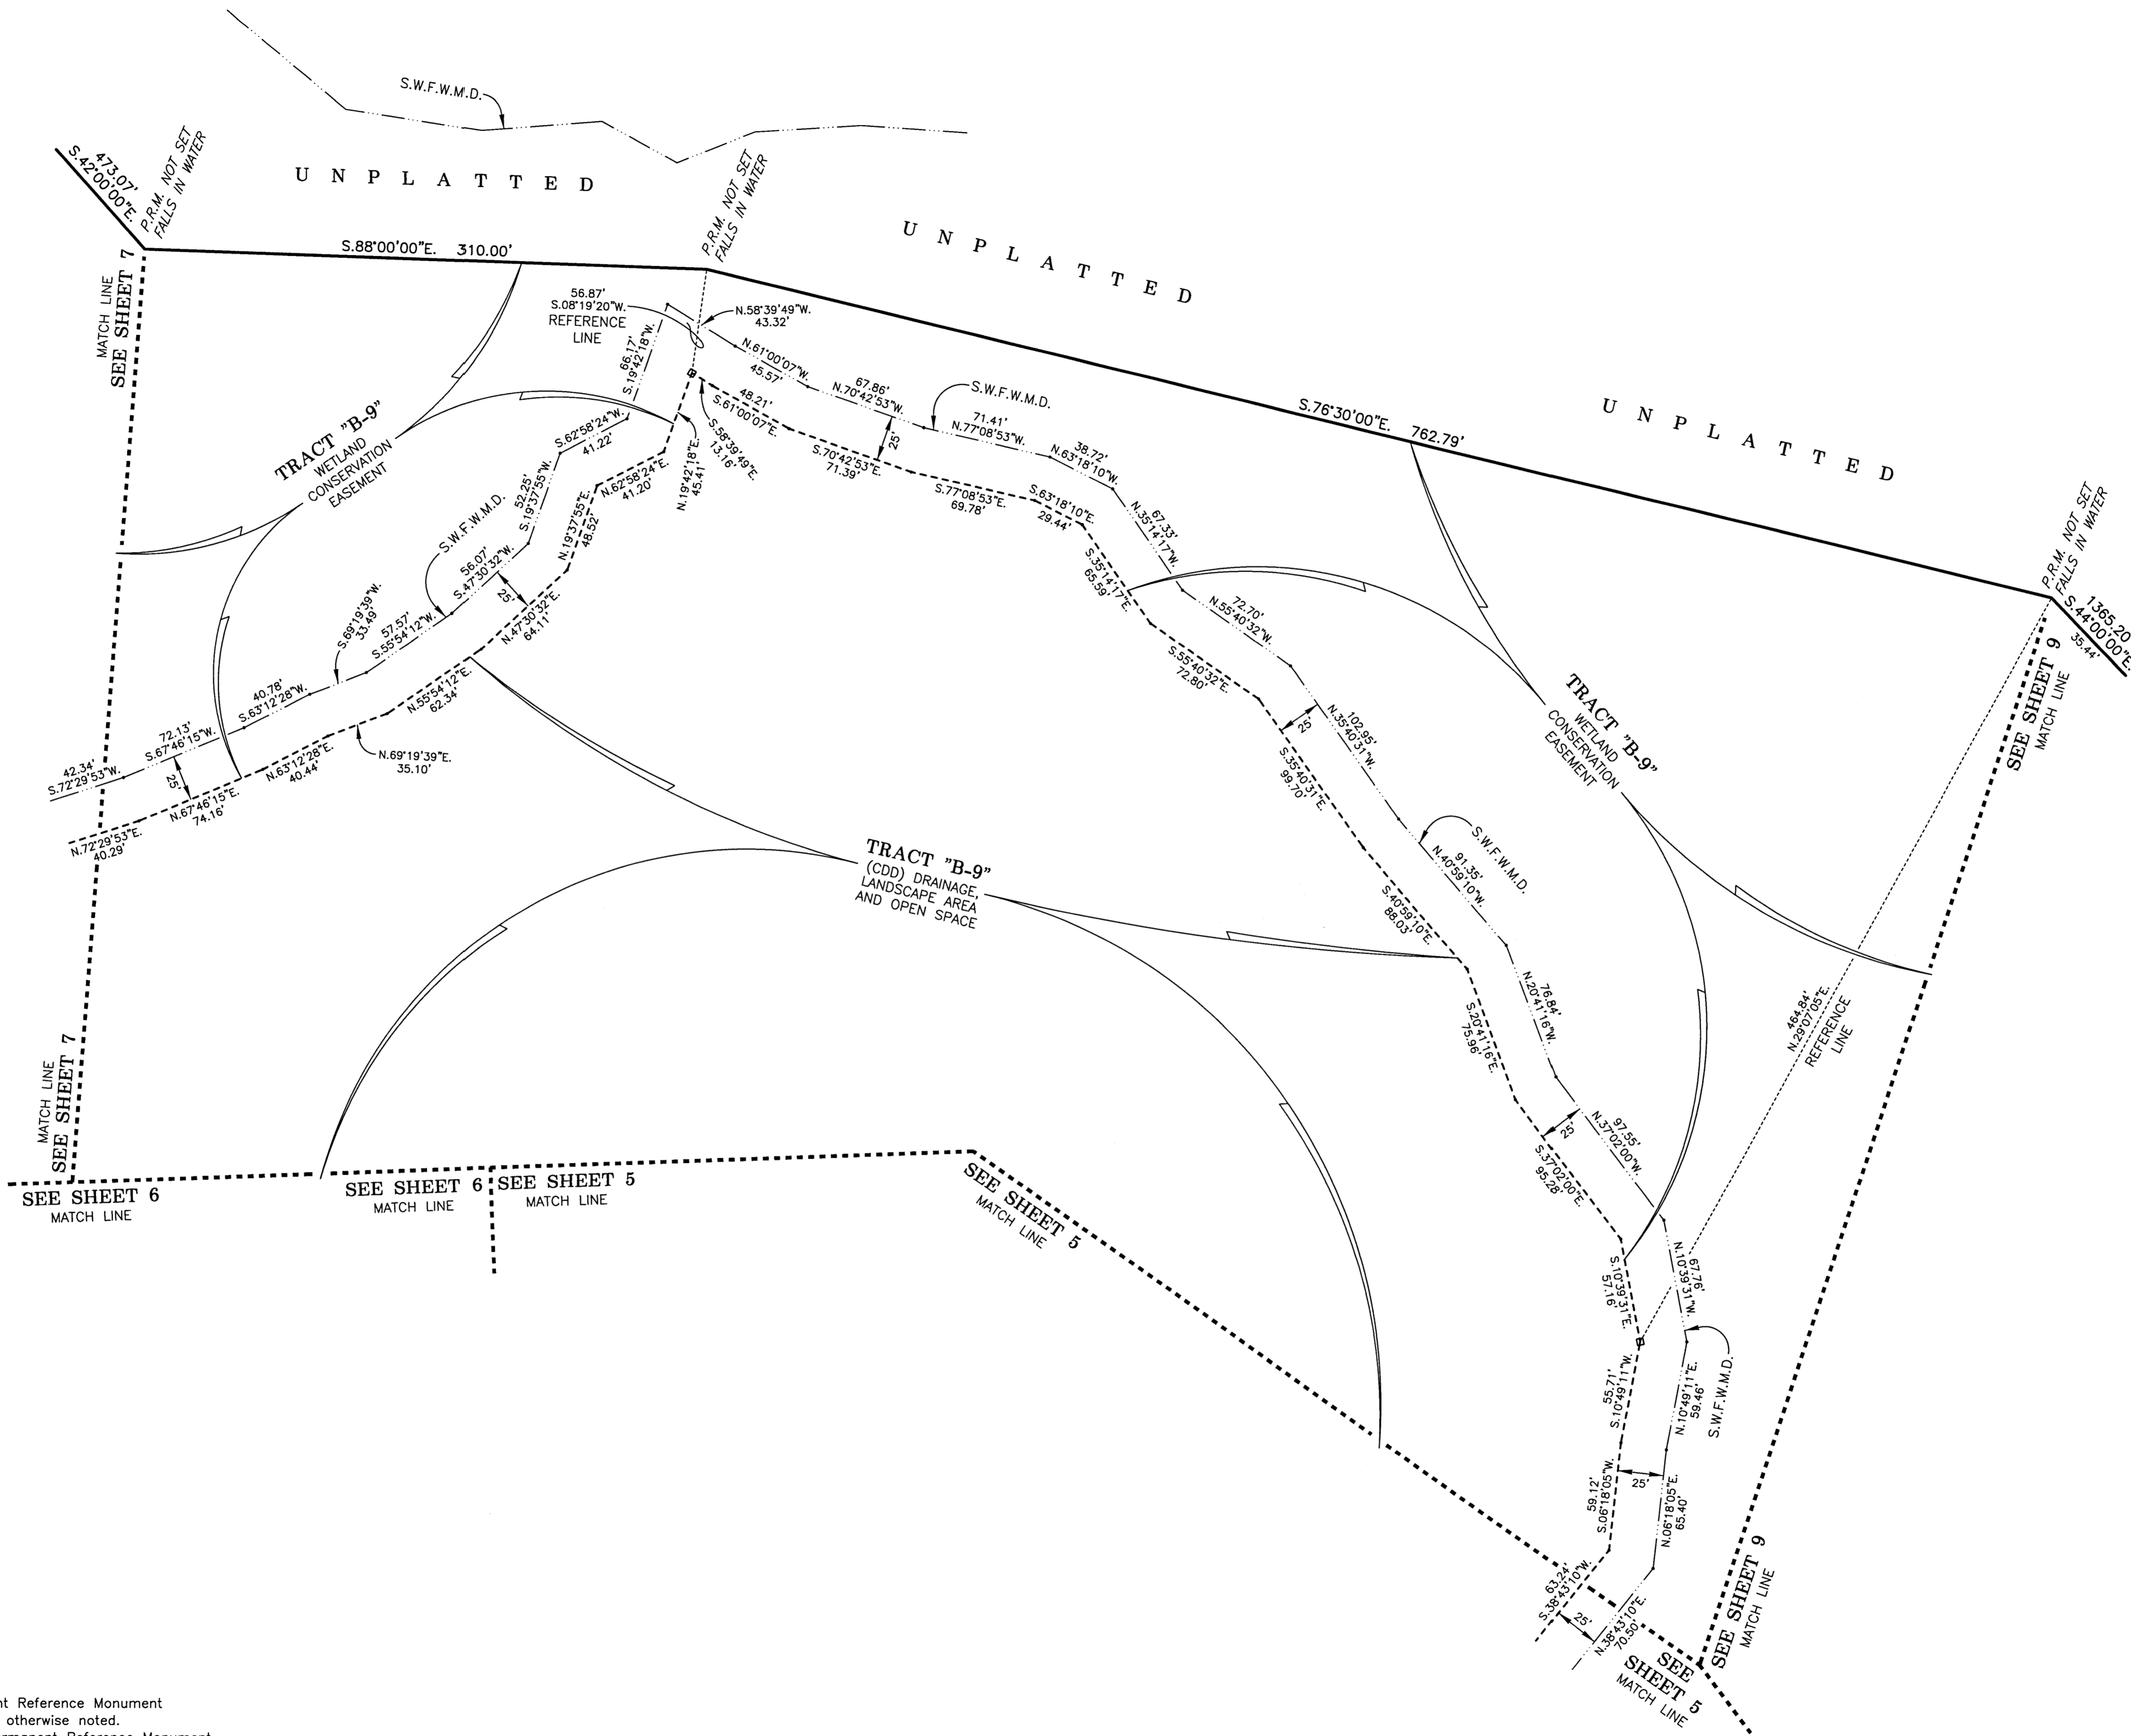 S.W.F.W.M.D.
473.07'
S.42°00'00"E.
P.R.M. NOT SET
FALLS IN WATER
UNPLATTED
P.R.M. NOT SET
FALLS IN WATER
UNPLATTED
S.88°00'00"E. 310.00'
MATCH LINE
SEE SHEET 7
56.87'
S.08°19'20"W.
REFERENCE
LINE
N.58°39'49"W.
43.32'
66.17'
S.19°42'18"W.
N.61°00'07"W.
45.57'
67.86'
N.70°42'53"W.
S.W.F.W.M.D.
71.41'
N.77°08'53"W.
38.72'
N.63°18'10"W.
S.76°30'00"E. 762.79'
UNPLATTED
48.21'
S.61°00'07"E.
S.58°39'49"E.
13.16'
25'
S.70°42'53"E.
71.39'
S.77°08'53"E.
69.78'
S.63°18'10"E.
29.44'
TRACT "B-9"
WETLAND
CONSERVATION
EASEMENT
S.62°58'24"W.
41.22'
N.19°42'18"E.
45.41'
N.62°58'24"E.
41.20'
52.25'
S.19°37'55"W.
N.19°37'55"E.
48.52'
S.W.F.W.M.D.
56.07'
S.47°30'32"W.
25'
N.47°30'32"E.
64.11'
S.69°19'39"W.
33.49'
57.57'
S.55°54'12"W.
N.55°54'12"E.
62.34'
40.78'
S.63°12'28"W.
N.69°19'39"E.
35.10'
72.13'
S.67°46'15"W.
N.63°12'28"E.
40.44'
42.34'
S.72°29'53"W.
25'
N.67°46'15"E.
74.16'
N.72°29'53"E.
40.29'
67.33'
N.35°14'17"W.
S.35°14'17"E.
65.59'
72.70'
N.55°40'32"W.
S.55°40'32"E.
72.80'
25'
102.95'
N.35°40'31"W.
S.35°40'31"E.
99.70'
P.R.M. NOT SET
FALLS IN WATER
1365.20
S.44°00'00"E.
35.44'
SEE SHEET 9
MATCH LINE
TRACT "B-9"
WETLAND
CONSERVATION
EASEMENT
S.W.F.W.M.D.
91.35'
N.40°59'10"W.
S.40°59'10"E.
88.03'
TRACT "B-9"
(CDD) DRAINAGE,
LANDSCAPE AREA
AND OPEN SPACE
76.84'
N.20°41'16"W.
S.20°41'16"E.
75.96'
464.84'
N.29°07'05"E.
REFERENCE
LINE
MATCH LINE
SEE SHEET 7
SEE SHEET 6
MATCH LINE
SEE SHEET 6
MATCH LINE
SEE SHEET 5
MATCH LINE
SEE SHEET 5
MATCH LINE
25'
97.55'
N.37°02'00"W.
S.37°02'00"E.
95.28'
67.76'
N.10°39'31"W.
S.10°39'31"E.
57.16'
55.71'
S.10°49'11"W.
N.10°49'11"E.
59.46'
S.W.F.W.M.D.
25'
59.12'
S.06°18'05"W.
N.06°18'05"E.
65.40'
63.24'
S.38°43'10"W.
25'
N.38°43'10"E.
70.50'
SEE SHEET 9
MATCH LINE
SEE
SHEET 5
MATCH LINE
nt Reference Monument
otherwise noted.
Reference Monument